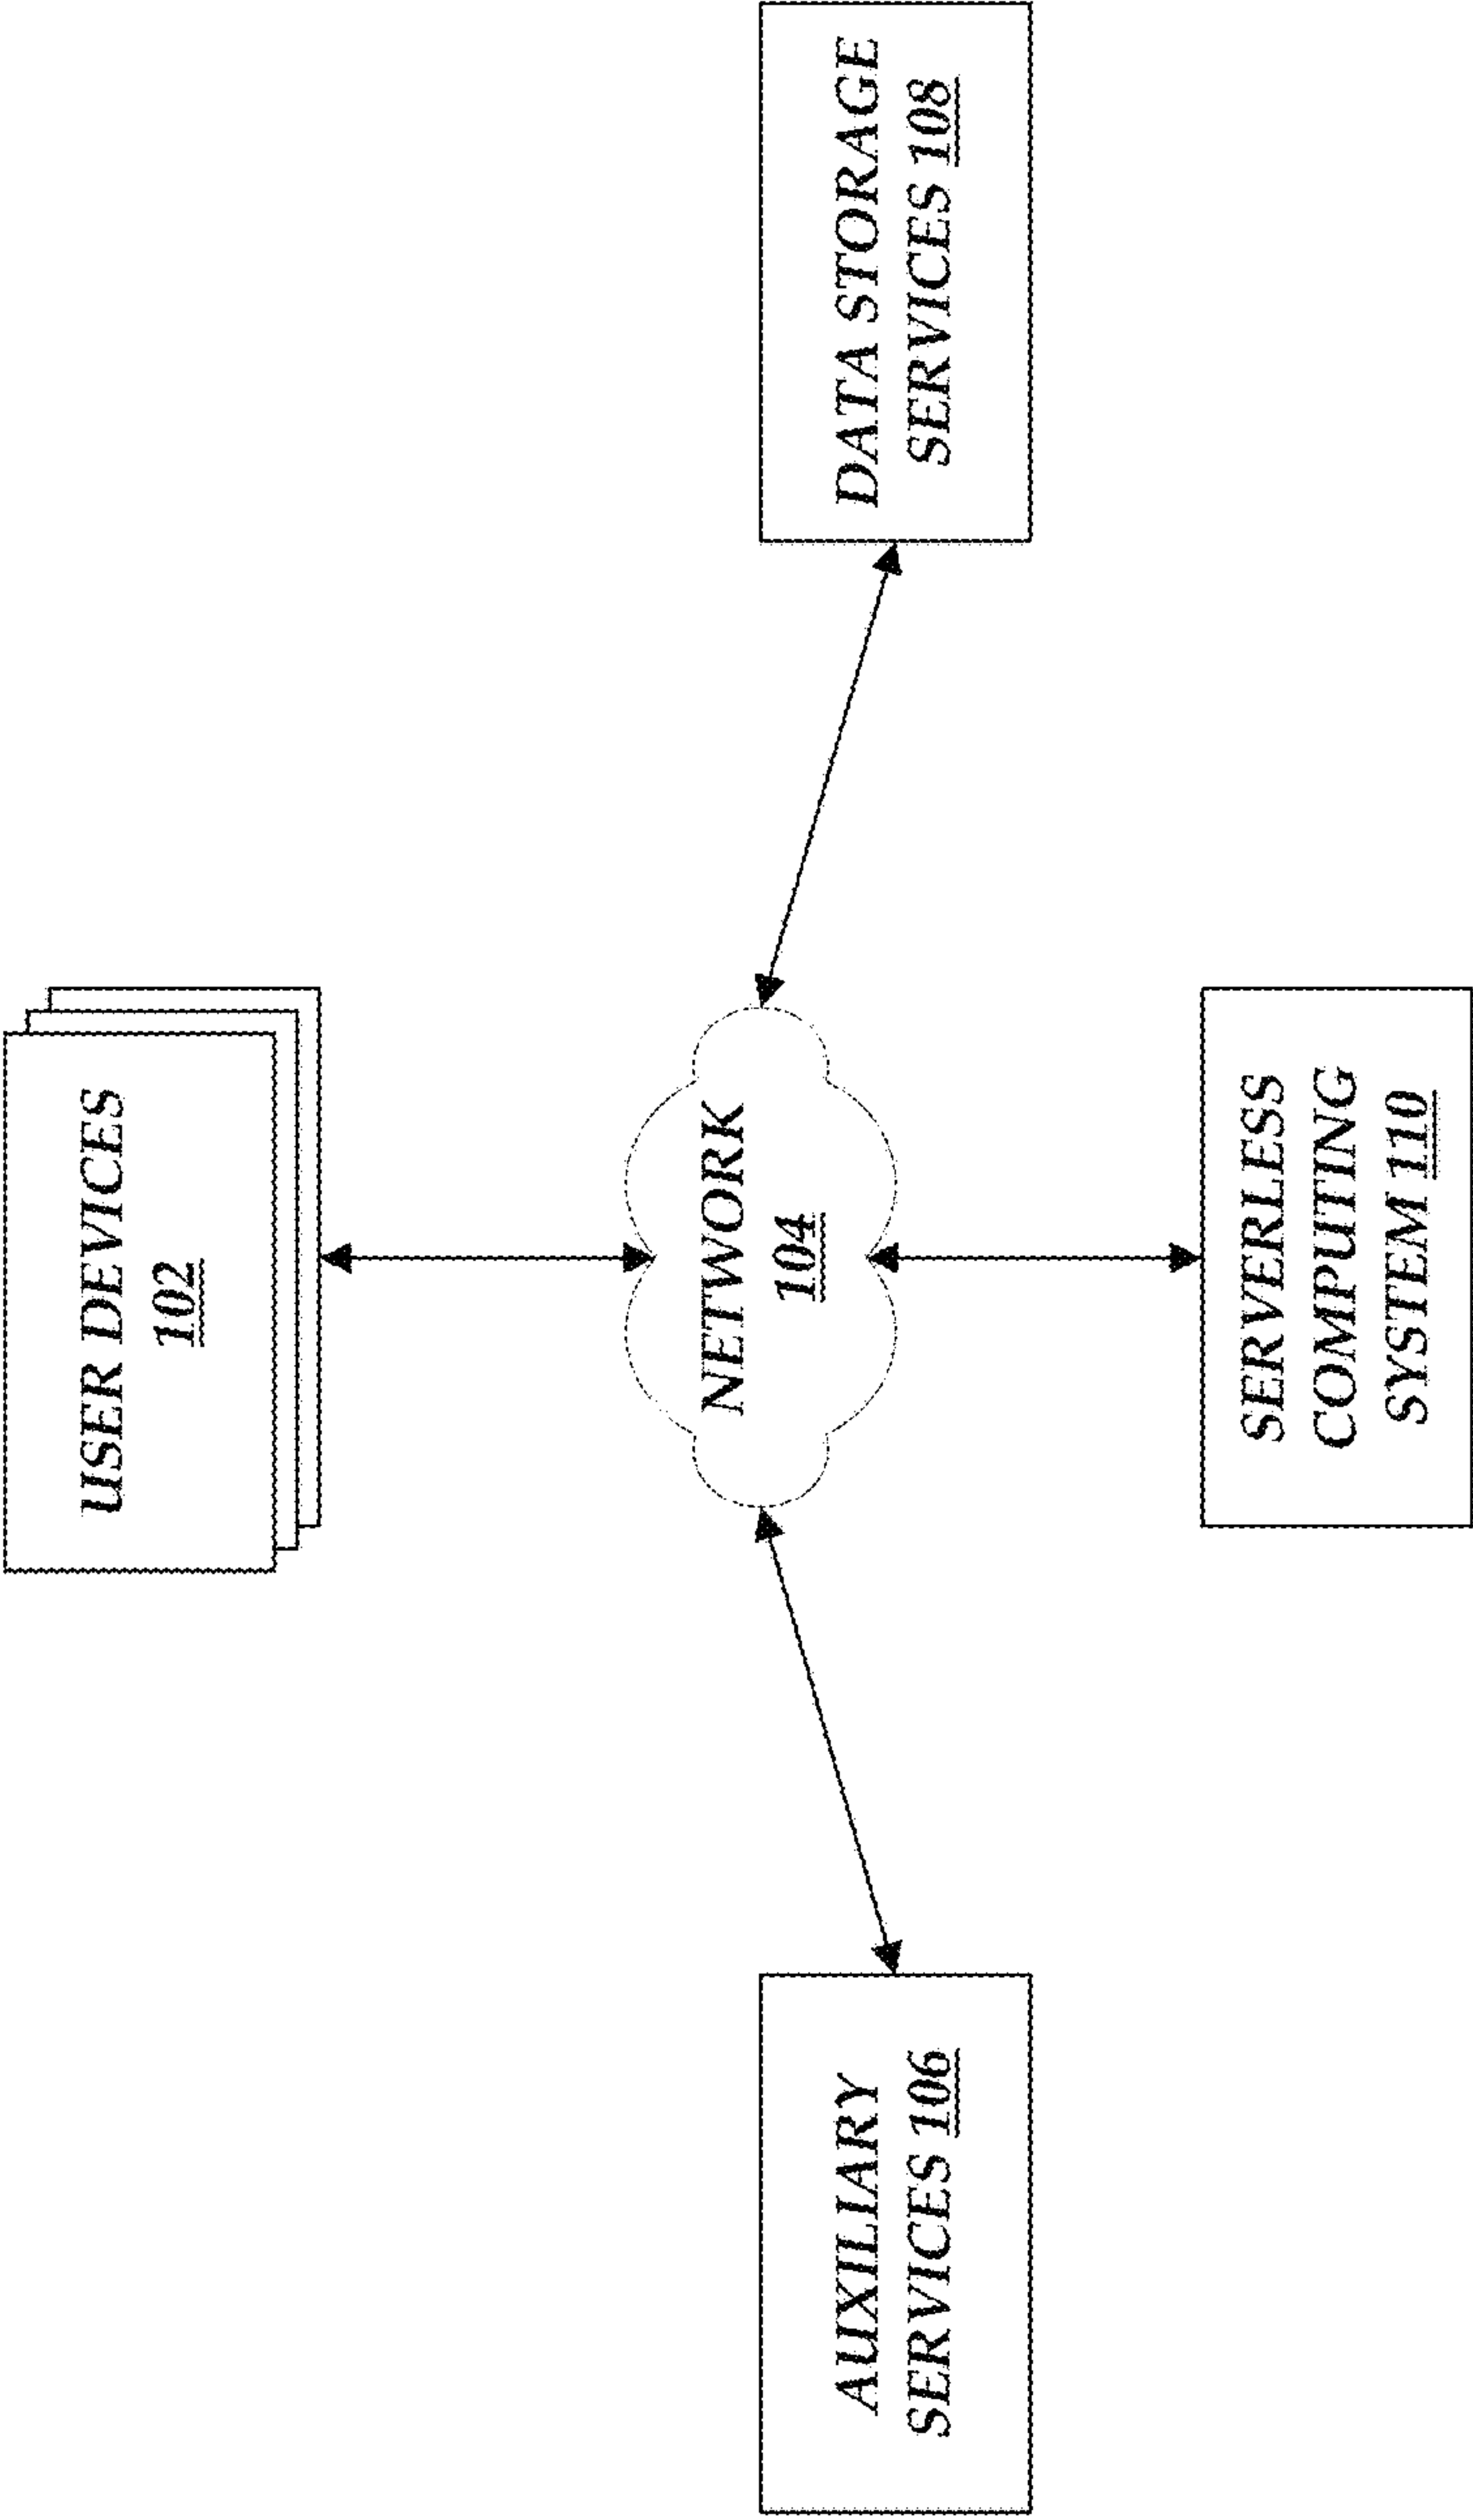 USER DEVICES
102
NETWORK
104
AUXILIARY
SERVICES 106
DATA STORAGE
SERVICES 108
SERVERLESS
COMPUTING
SYSTEM 110